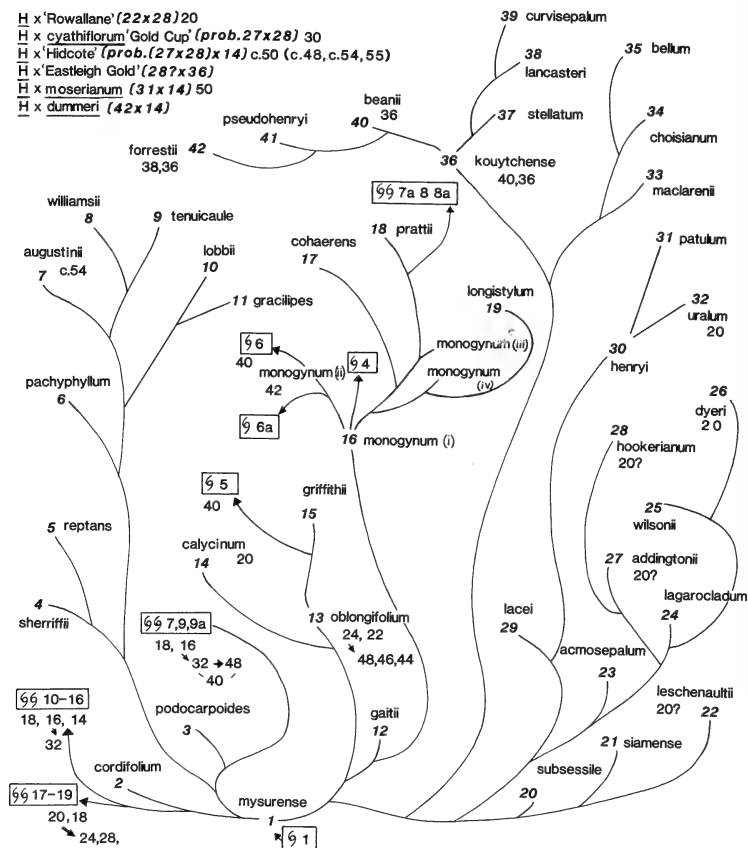 H x 'Rowallane' (22x28) 20
H x cyathiflorum 'Gold Cup' (prob. 27x28) 30
H x 'Hidcote' (prob. (27x28)x14) c.50 (c.48, c.54, 55)
H x 'Eastleigh Gold' (28?x36)
H x moserianum (31x14) 50
H x dummeri (42x14)
39 curvisepalum
38
lancasteri
35 bellum
beanii
40 36
37 stellatum
34
choisianum
pseudohenryi
41
forrestii 42
38,36
36 kouytchense
40,36
33
maclarenii
§§ 7a 8 8a
williamsii
8
9 tenuicaule
18 prattii
31 patulum
augustinii
7 c.54
lobbii
10
cohaerens
17
11 gracilipes
longistylum
19
32
uralum
20
§ 6
40
monogynum (iii)
§ 4
30
henryi
monogynum (ii)
42
monogynum
(iv)
pachyphyllum
6
26
dyeri
20
§ 6a
16 monogynum (i)
28
hookerianum
20?
§ 5
40
griffithii
15
25
wilsonii
5 reptans
calycinum 20
14
27 addingtonii
20?
4
sherriffii
lagarocladum
24
13 oblongifolium
24, 22
48,46,44
lacei
29
§§ 7,9,9a
18, 16
32 → 48
40
acmosepalum
23
§§ 10-16
18, 16, 14
32
podocarpoides
3
gaitii
12
leschenaultii
20? 22
cordifolium
2
21 siamense
§§ 17-19
20,18
24,28,
subsessile
20
mysurense
1
§ 1